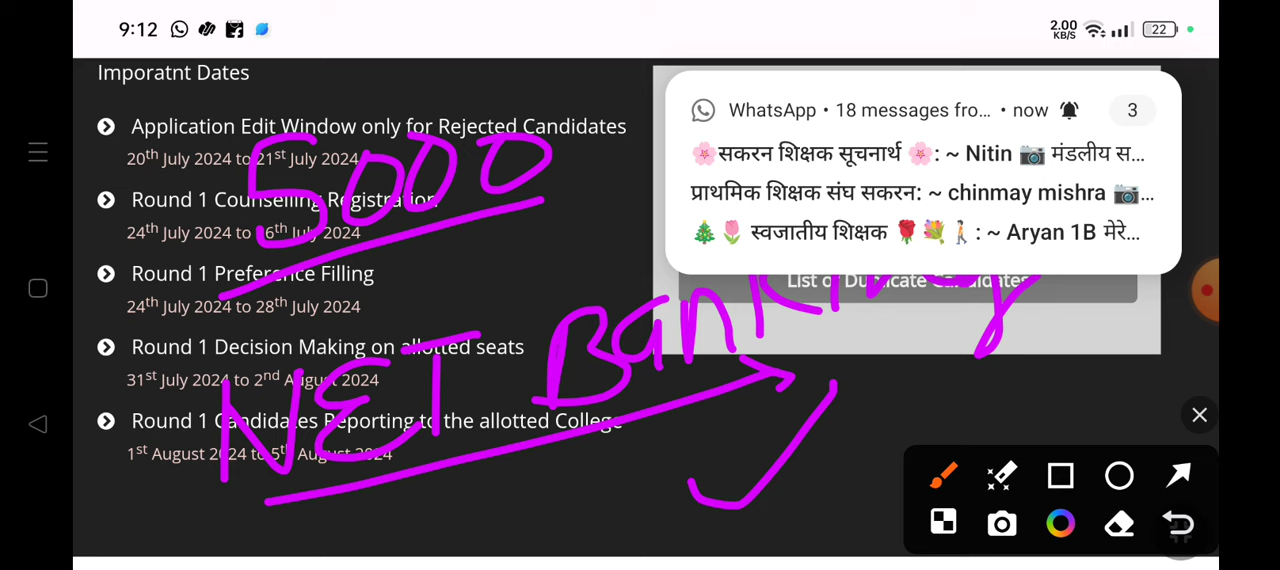 9:12
2.00 KB/S
22
Imporatnt Dates
Application Edit Window only for Rejected Candidates
20th July 2024 to 21st July 2024
Round 1 Counselling Registration
24th July 2024 to 26th July 2024
Round 1 Preference Filling
24th July 2024 to 28th July 2024
Round 1 Decision Making on allotted seats
31st July 2024 to 2nd August 2024
Round 1 Candidates Reporting to the allotted College
1st August 2024 to 5th August 2024
WhatsApp • 18 messages fro... • now 3
🌸सकरन शिक्षक सूचनार्थ 🌸: ~ Nitin 📷 मंडलीय स...
प्राथमिक शिक्षक संघ सकरन: ~ chinmay mishra 📷...
🎄🌷 स्वजातीय शिक्षक 🌹💐🚶: ~ Aryan 1B मेरे...
List of Duplicate Candidates
5000
NET Banking